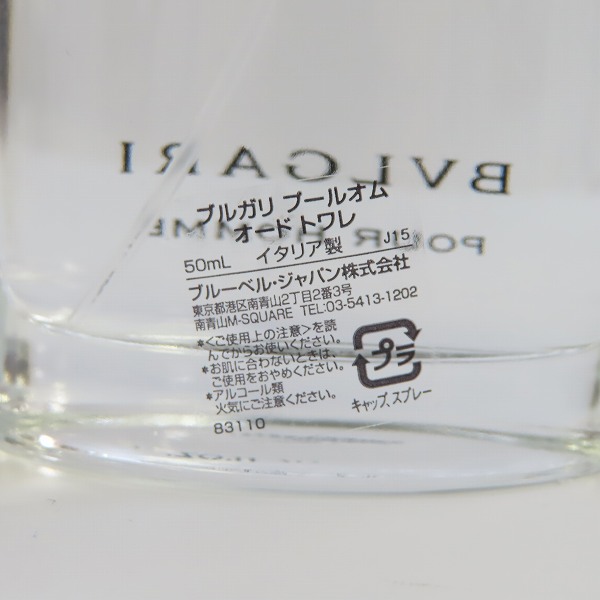 BVLGARI
POUR HOMME
ブルガリ プールオム
オード トワレ
50mL イタリア製 J15
ブルーベル・ジャパン株式会社
東京都港区南青山2丁目2番3号
南青山M-SQUARE TEL:03-5413-1202
*<ご使用上の注意>を読
んでからお使いください。
*お肌に合わないときは、
ご使用をおやめください。
*アルコール類
火気にご注意ください。
83110
プラ
キャップ、スプレー